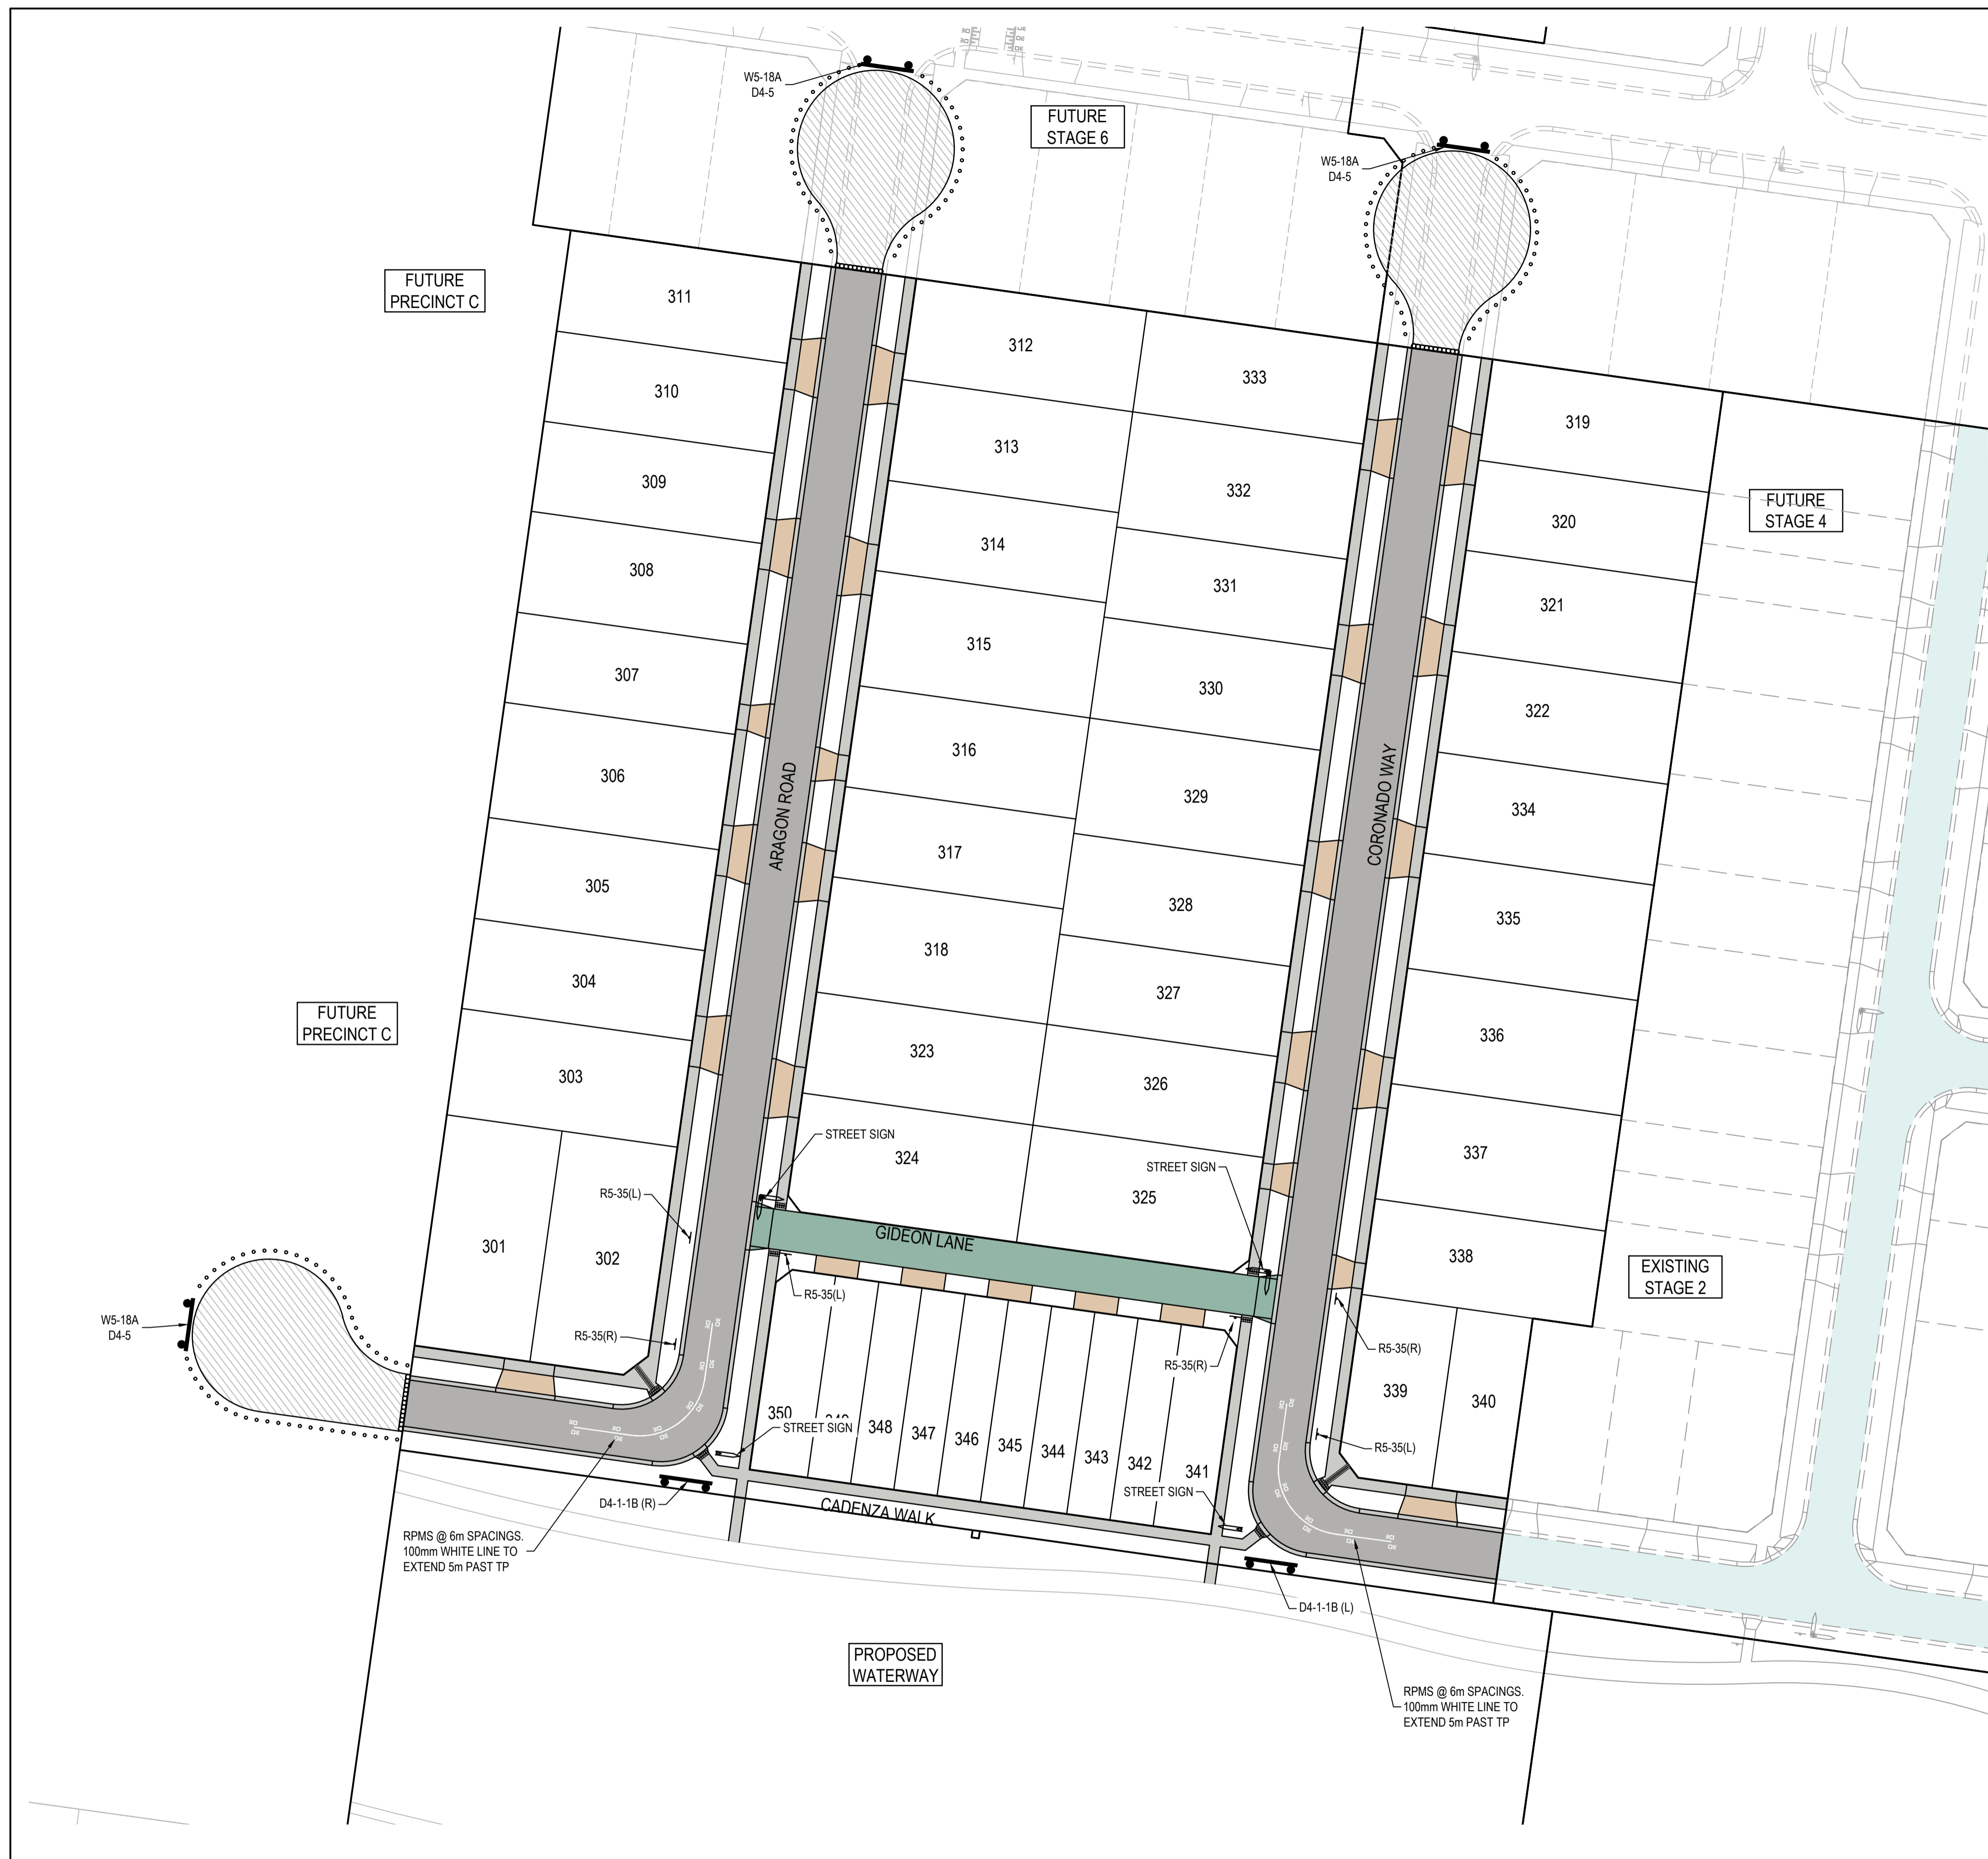 W5-18A
D4-5
FUTURE
STAGE 6
W5-18A
D4-5
FUTURE
PRECINCT C
311
310
309
308
307
306
305
304
303
301
302
312
313
314
315
316
317
318
323
324
333
332
331
330
329
328
327
326
325
319
320
321
322
334
335
336
337
338
339
340
FUTURE
STAGE 4
ARAGON ROAD
CORONADO WAY
FUTURE
PRECINCT C
STREET SIGN
STREET SIGN
R5-35(L)
GIDEON LANE
EXISTING
STAGE 2
R5-35(L)
R5-35(R)
W5-18A
D4-5
R5-35(R)
R5-35(R)
350
348
347
346
345
344
343
342
341
STREET SIGN
R5-35(L)
STREET SIGN
D4-1-1B (R)
CADENZA WALK
RPMS @ 6m SPACINGS.
100mm WHITE LINE TO
EXTEND 5m PAST TP
D4-1-1B (L)
PROPOSED
WATERWAY
RPMS @ 6m SPACINGS.
100mm WHITE LINE TO
EXTEND 5m PAST TP